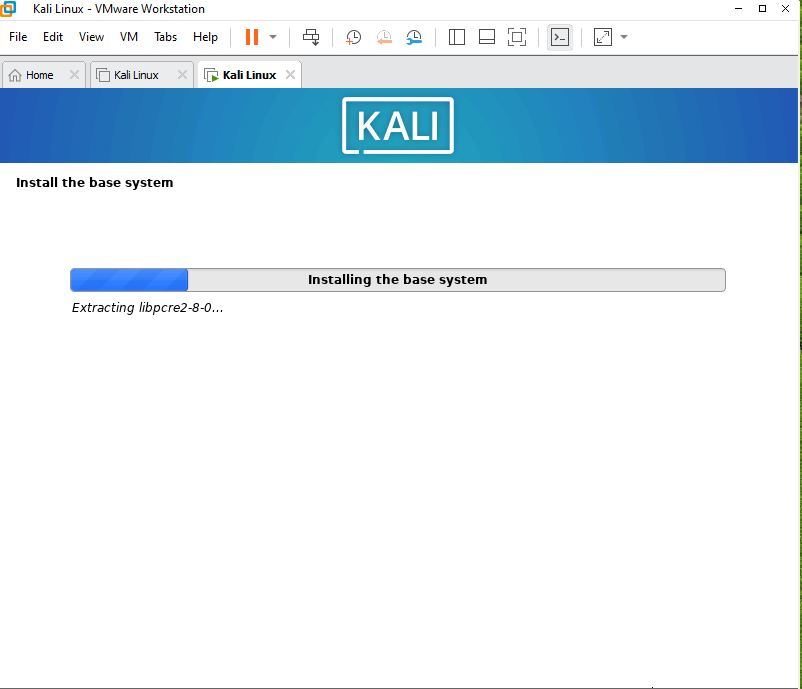 Kali Linux - VMware Workstation
File Edit View VM Tabs Help
Home Kali Linux Kali Linux
KALI
Install the base system
Installing the base system
Extracting libpcre2-8-0...